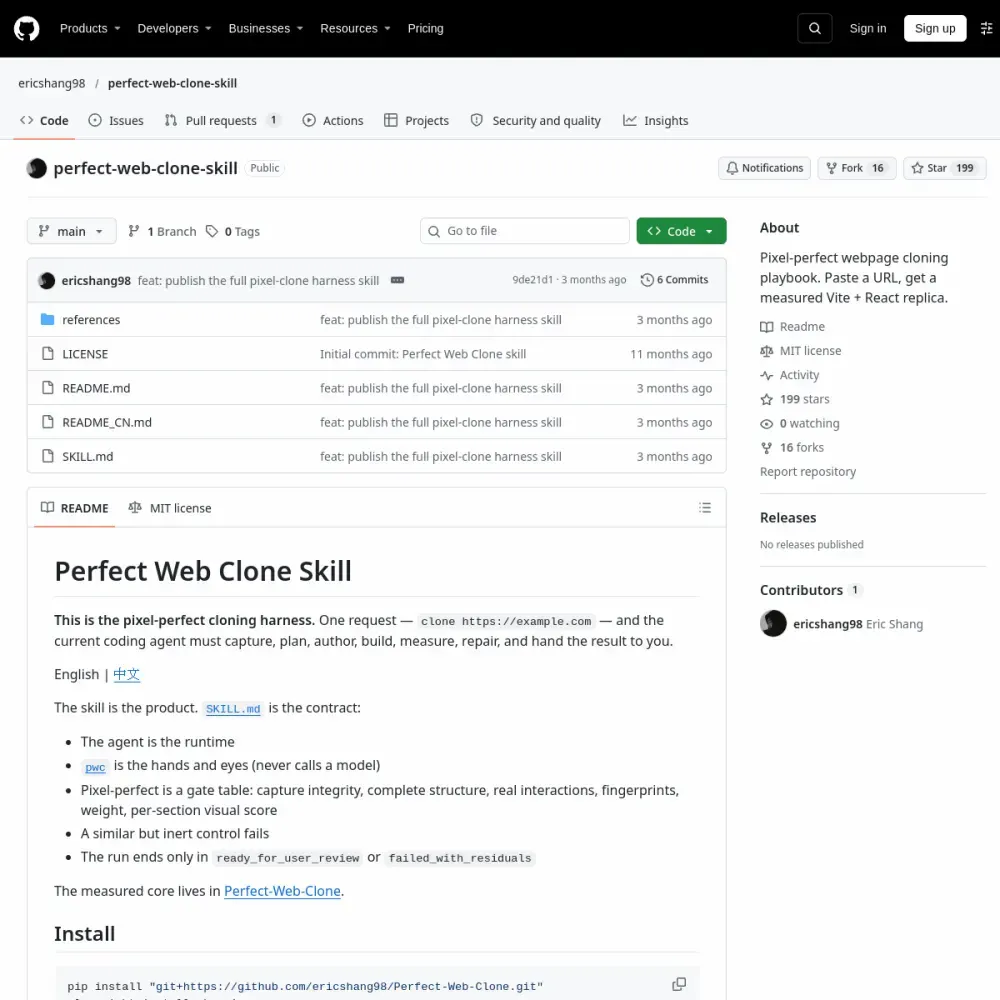 Products Developers Businesses Resources Pricing Sign in Sign up
ericshang98 / perfect-web-clone-skill
Code Issues Pull requests 1 Actions Projects Security and quality Insights
perfect-web-clone-skill Public Notifications Fork 16 Star 199
main 1 Branch 0 Tags Go to file Code
ericshang98 feat: publish the full pixel-clone harness skill 9de21d1 · 3 months ago 6 Commits
references feat: publish the full pixel-clone harness skill 3 months ago
LICENSE Initial commit: Perfect Web Clone skill 11 months ago
README.md feat: publish the full pixel-clone harness skill 3 months ago
README_CN.md feat: publish the full pixel-clone harness skill 3 months ago
SKILL.md feat: publish the full pixel-clone harness skill 3 months ago
README MIT license
Perfect Web Clone Skill
This is the pixel-perfect cloning harness. One request — clone https://example.com — and the
current coding agent must capture, plan, author, build, measure, repair, and hand the result to you.
English | 中文
The skill is the product. SKILL.md is the contract:
The agent is the runtime
pwc is the hands and eyes (never calls a model)
Pixel-perfect is a gate table: capture integrity, complete structure, real interactions, fingerprints,
weight, per-section visual score
A similar but inert control fails
The run ends only in ready_for_user_review or failed_with_residuals
The measured core lives in Perfect-Web-Clone.
Install
pip install "git+https://github.com/ericshang98/Perfect-Web-Clone.git"
About
Pixel-perfect webpage cloning
playbook. Paste a URL, get a
measured Vite + React replica.
Readme
MIT license
Activity
199 stars
0 watching
16 forks
Report repository
Releases
No releases published
Contributors 1
ericshang98 Eric Shang